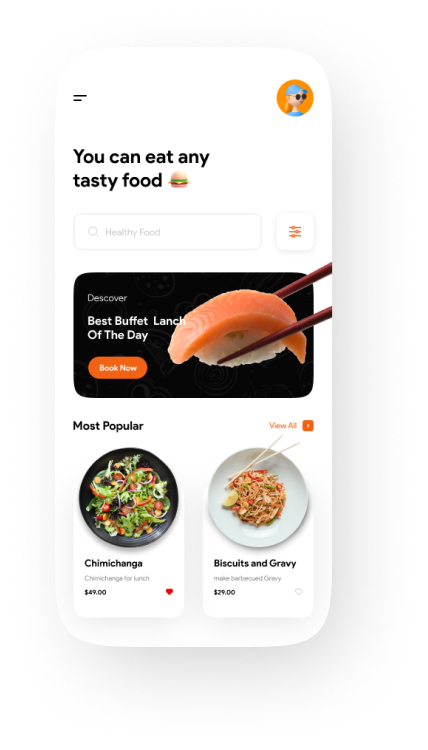 You can eat any
tasty food 🍔
Healthy Food
Descover
Best Buffet Lanch
Of The Day
Book Now
Most Popular
View All
Chimichanga
Chimichanga for lunch
$49.00
Biscuits and Gravy
make barbecued Gravy
$29.00